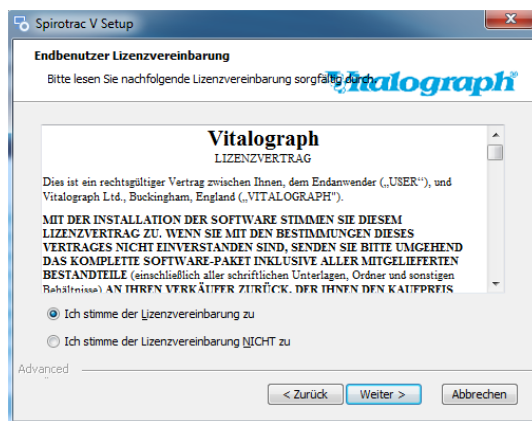 Spirotrac V Setup
Endbenutzer Lizenzvereinbarung
Bitte lesen Sie nachfolgende Lizenzvereinbarung sorgfältig durch.
Vitalograph®
Vitalograph
LIZENZVERTRAG
Dies ist ein rechtsgültiger Vertrag zwischen Ihnen, dem Endanwender („USER“), und
Vitalograph Ltd., Buckingham, England („VITALOGRAPH").
MIT DER INSTALLATION DER SOFTWARE STIMMEN SIE DIESEM
LIZENZVERTRAG ZU. WENN SIE MIT DEN BESTIMMUNGEN DIESES
VERTRAGES NICHT EINVERSTANDEN SIND, SENDEN SIE BITTE UMGEHEND
DAS KOMPLETTE SOFTWARE-PAKET INKLUSIVE ALLER MITGELIEFERTEN
BESTANDTEILE (einschließlich aller schriftlichen Unterlagen, Ordner und sonstigen
Behältnisse) AN IHREN VERKÄUFER ZURÜCK, DER IHNEN DEN KAUFPREIS
Ich stimme der Lizenzvereinbarung zu
Ich stimme der Lizenzvereinbarung NICHT zu
Advanced
< Zurück Weiter > Abbrechen